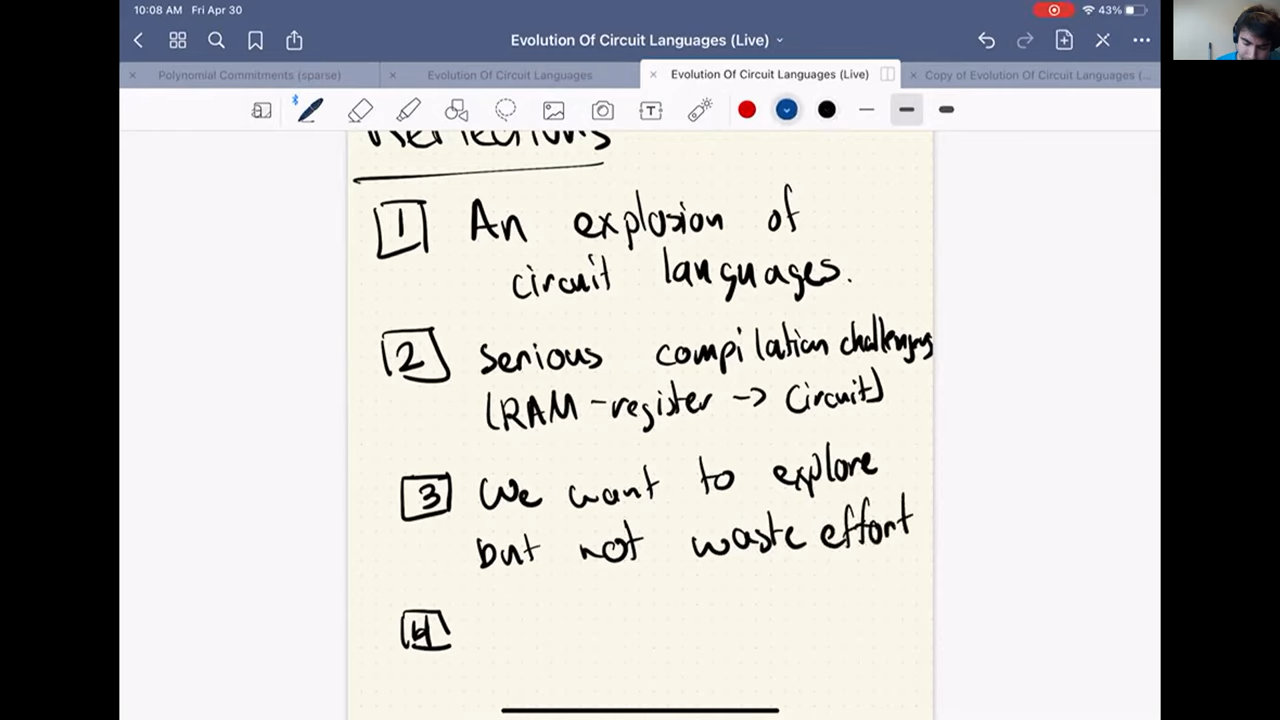 10:08 AM Fri Apr 30
43%
Evolution Of Circuit Languages (Live)
Polynomial Commitments (sparse)
Evolution Of Circuit Languages
Evolution Of Circuit Languages (Live)
Copy of Evolution Of Circuit Languages (...
T
Reflections
1 An explosion of
circuit languages.
2 Serious compilation challenges
(RAM-register -> Circuit)
3 We want to explore
but not waste effort
4